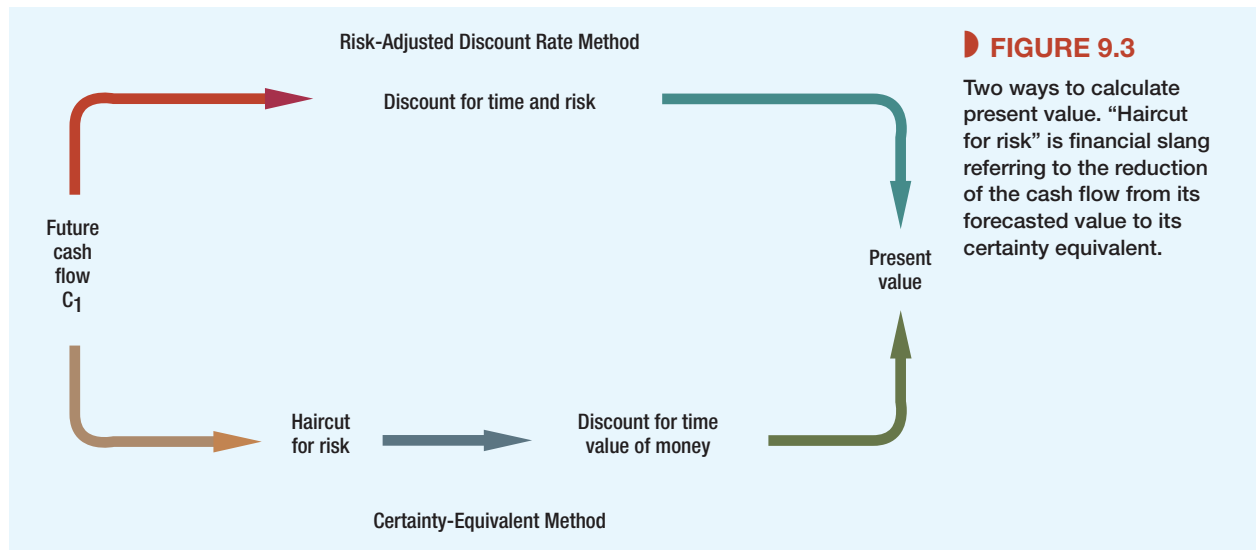 Risk-Adjusted Discount Rate Method
Discount for time and risk
Future
cash
flow
C1
Present
value
Haircut
for risk
Discount for time
value of money
Certainty-Equivalent Method
FIGURE 9.3
Two ways to calculate
present value. “Haircut
for risk” is financial slang
referring to the reduction
of the cash flow from its
forecasted value to its
certainty equivalent.